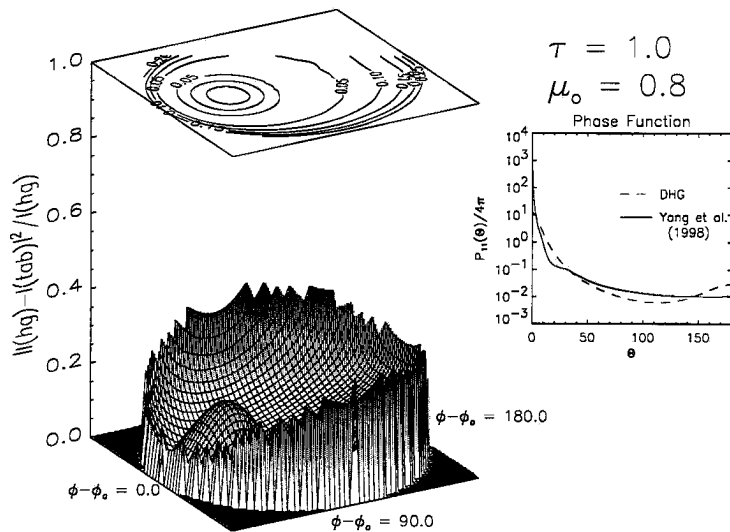 τ = 1.0
μₒ = 0.8
Phase Function
P₁₁(Θ)/4π
10⁴
10³
10²
10¹
10⁰
10⁻¹
10⁻²
10⁻³
DHG
Yang et al.
(1998)
0
50
100
150
Θ
|I(hg)−I(tab)|²/I(hg)
1.0
0.8
0.6
0.4
0.2
0.0
0.05
0.05
0.10
0.15
ϕ−ϕₒ = 0.0
ϕ−ϕₒ = 90.0
ϕ−ϕₒ = 180.0